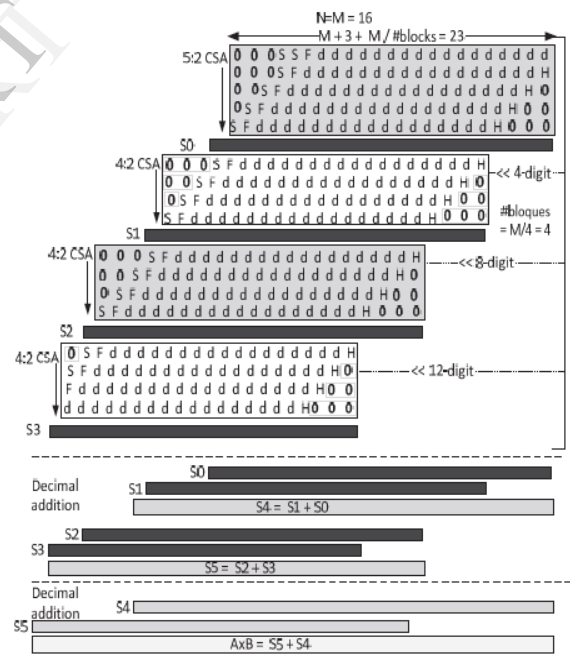 N=M = 16
M + 3 + M / #blocks = 23
5:2 CSA
0 0 0 S S F d d d d d d d d d d d d d d d d
0 0 0 S F d d d d d d d d d d d d d d d d H
0 0 S F d d d d d d d d d d d d d d d d H 0
0 S F d d d d d d d d d d d d d d d d H 0 0
S F d d d d d d d d d d d d d d d d H 0 0 0
S0
4:2 CSA
0 0 0 S F d d d d d d d d d d d d d d d d H
0 0 S F d d d d d d d d d d d d d d d d H 0
0 S F d d d d d d d d d d d d d d d d H 0 0
S F d d d d d d d d d d d d d d d d H 0 0 0
<< 4-digit
#bloques
= M/4 = 4
S1
4:2 CSA
0 0 0 S F d d d d d d d d d d d d d d d d H
0 0 S F d d d d d d d d d d d d d d d d H 0
0 S F d d d d d d d d d d d d d d d d H 0 0
S F d d d d d d d d d d d d d d d d H 0 0 0
<< 8-digit
S2
4:2 CSA
0 S F d d d d d d d d d d d d d d d d H
S F d d d d d d d d d d d d d d d d H 0
F d d d d d d d d d d d d d d d d H 0 0
d d d d d d d d d d d d d d d d H 0 0 0
<< 12-digit
S3
Decimal
addition
S0
S1
S4 = S1 + S0
S2
S3
S5 = S2 + S3
Decimal
addition
S4
S5
AxB = S5 + S4